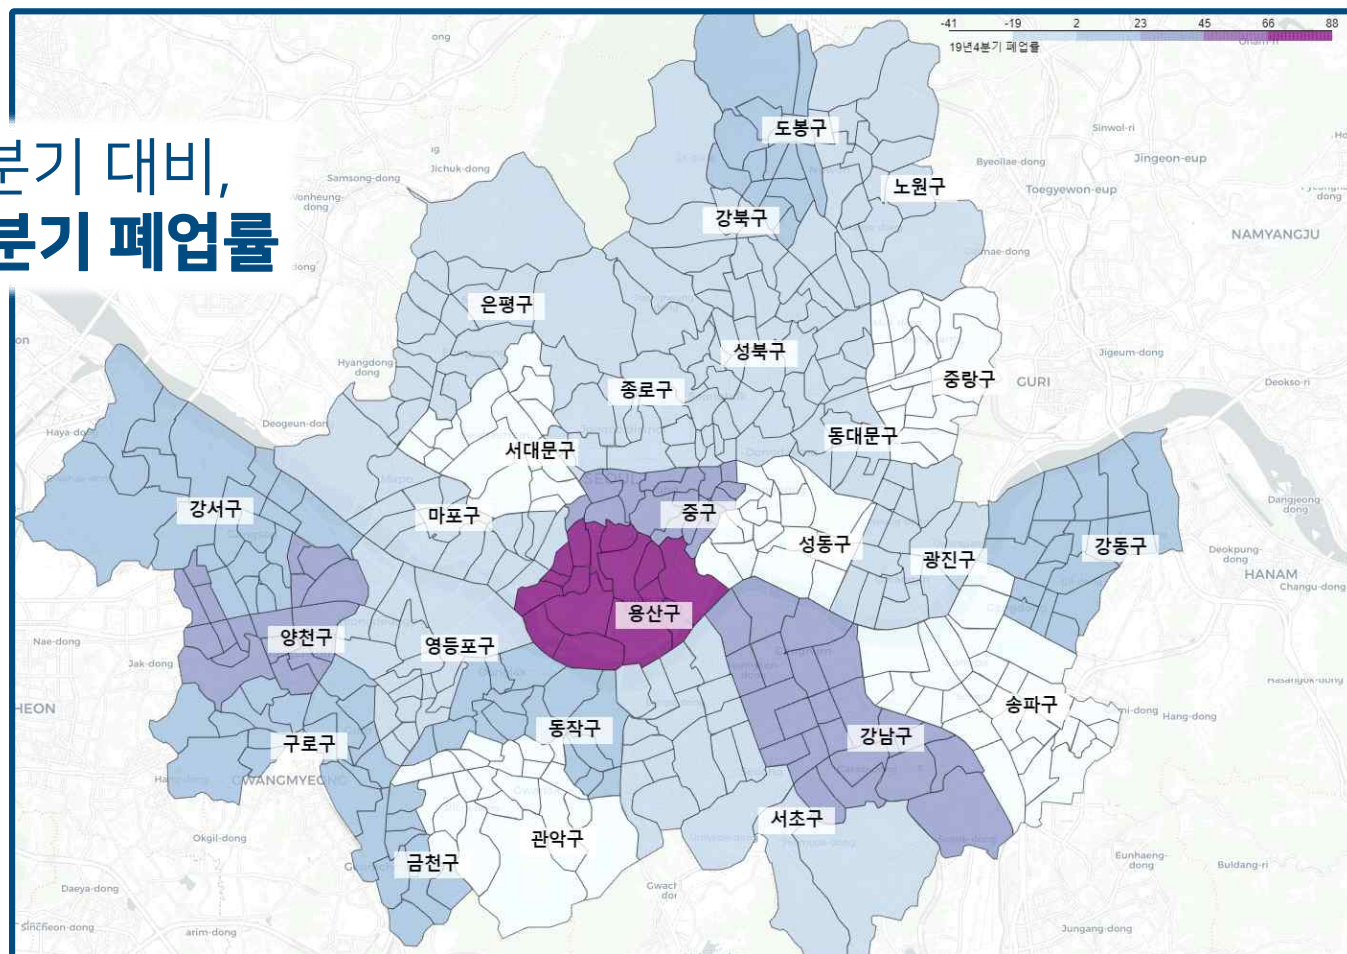 -41 -19 2 23 45 66 88
19년4분기 폐업률
분기 대비,
분기 폐업률
도봉구
노원구
강북구
은평구
성북구
종로구
중랑구
동대문구
서대문구
강서구
마포구
중구
성동구
광진구
강동구
용산구
양천구
영등포구
송파구
동작구
강남구
구로구
서초구
관악구
금천구
Sinwol-ri
Jingeon-eup
Byeollae-dong
Toegyewon-eup
NAMYANGJU
Samsong-dong
Jichuk-dong
Hyangdong-dong
Jigeum-dong
GURI
Deokso-ri
Deogeun-dong
SEOUL
Dangjeong-dong
Deokpung-dong
HANAM
Changu-dong
Nae-dong
Jak-dong
Hang-dong
GWANGMYEONG
Okgil-dong
Daeya-dong
Sincheon-dong
arim-dong
Eunhaeng-dong
Buldang-ri
Jungang-dong